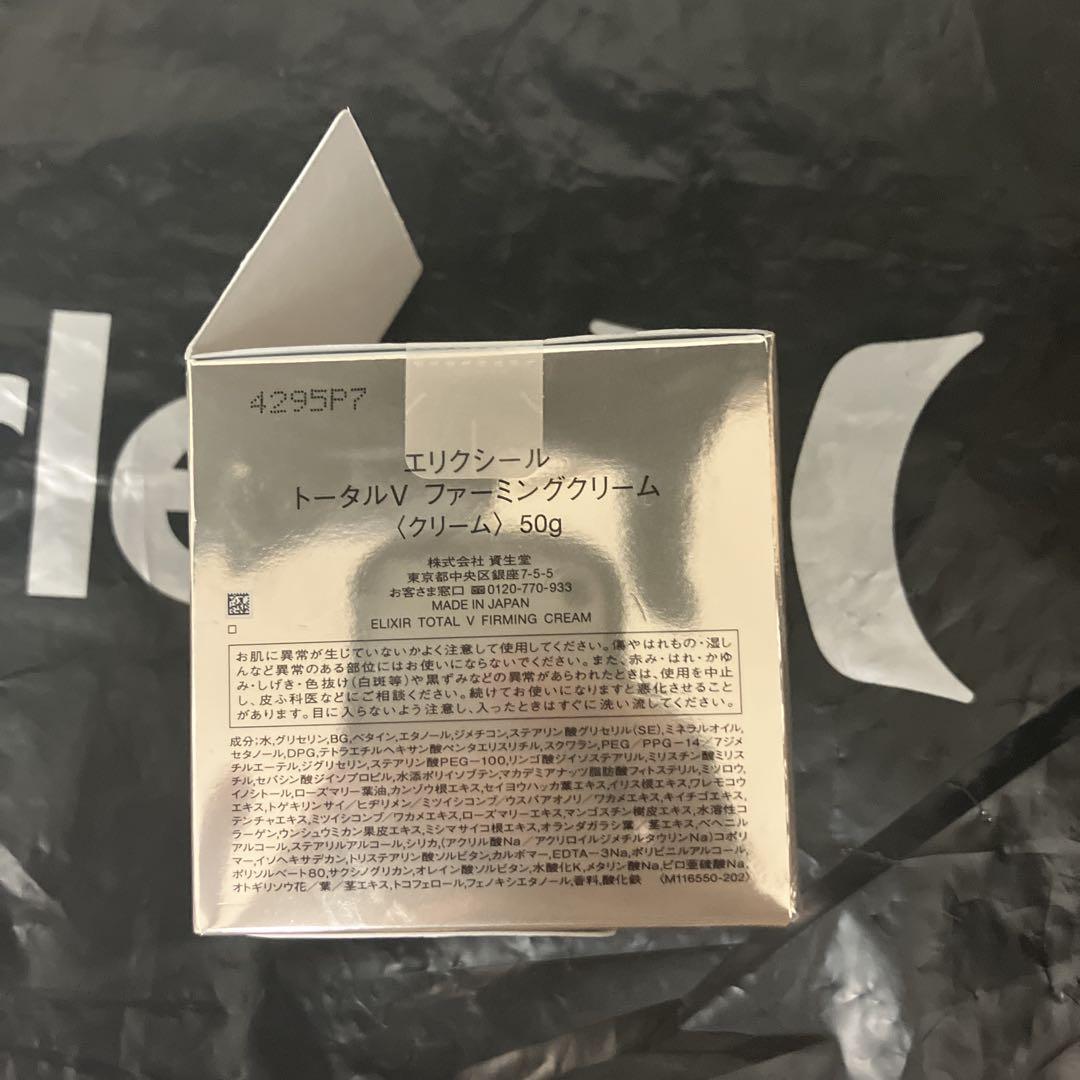 4295P7
エリクシール
トータルV ファーミングクリーム
〈クリーム〉50g
株式会社 資生堂
東京都中央区銀座7-5-5
お客さま窓口 0120-770-933
MADE IN JAPAN
ELIXIR TOTAL V FIRMING CREAM
お肌に異常が生じていないかよく注意して使用してください。傷やはれもの・湿し
んなど異常のある部位にはお使いにならないでください。また、赤み・はれ・かゆ
み・しげき・色抜け(白斑等)や黒ずみなどの異常があらわれたときは、使用を中止
し、皮ふ科医などにご相談ください。続けてお使いになりますと悪化させること
があります。目に入らないよう注意し、入ったときはすぐに洗い流してください。
成分:水,グリセリン,BG,ベタイン,エタノール,ジメチコン,ステアリン酸グリセリル(SE),ミネラルオイル,
セタノール,DPG,テトラエチルヘキサン酸ペンタエリスリチル,スクワラン,PEG/PPG-14/7ジメ
チルエーテル,ジグリセリン,ステアリン酸PEG-100,リンゴ酸ジイソステアリル,ミリスチン酸ミリス
チル,セバシン酸ジイソプロピル,水添ポリイソブテン,マカデミアナッツ脂肪酸フィトステリル,ミツロウ,
イノシトール,ローズマリー葉油,カンゾウ根エキス,セイヨウハッカ葉エキス,イリス根エキス,ワレモコウ
エキス,トゲキリンサイ/ヒヂリメン/ミツイシコンブ/ウスバアオノリ/ワカメエキス,キイチゴエキス,
テンチャエキス,ミツイシコンブ/ワカメエキス,ローズマリーエキス,マンゴスチン樹皮エキス,水溶性コ
ラーゲン,ウンシュウミカン果皮エキス,ミシマサイコ根エキス,オランダガラシ葉/茎エキス,ベヘニル
アルコール,ステアリルアルコール,シリカ,(アクリル酸Na/アクリロイルジメチルタウリンNa)コポリ
マー,イソヘキサデカン,トリステアリン酸ソルビタン,カルボマー,EDTA-3Na,ポリビニルアルコール,
ポリソルベート80,サクシノグリカン,オレイン酸ソルビタン,水酸化K,メタリン酸Na,ピロ亜硫酸Na,
オトギリソウ花/葉/茎エキス,トコフェロール,フェノキシエタノール,香料,酸化鉄 〈M116550-202〉